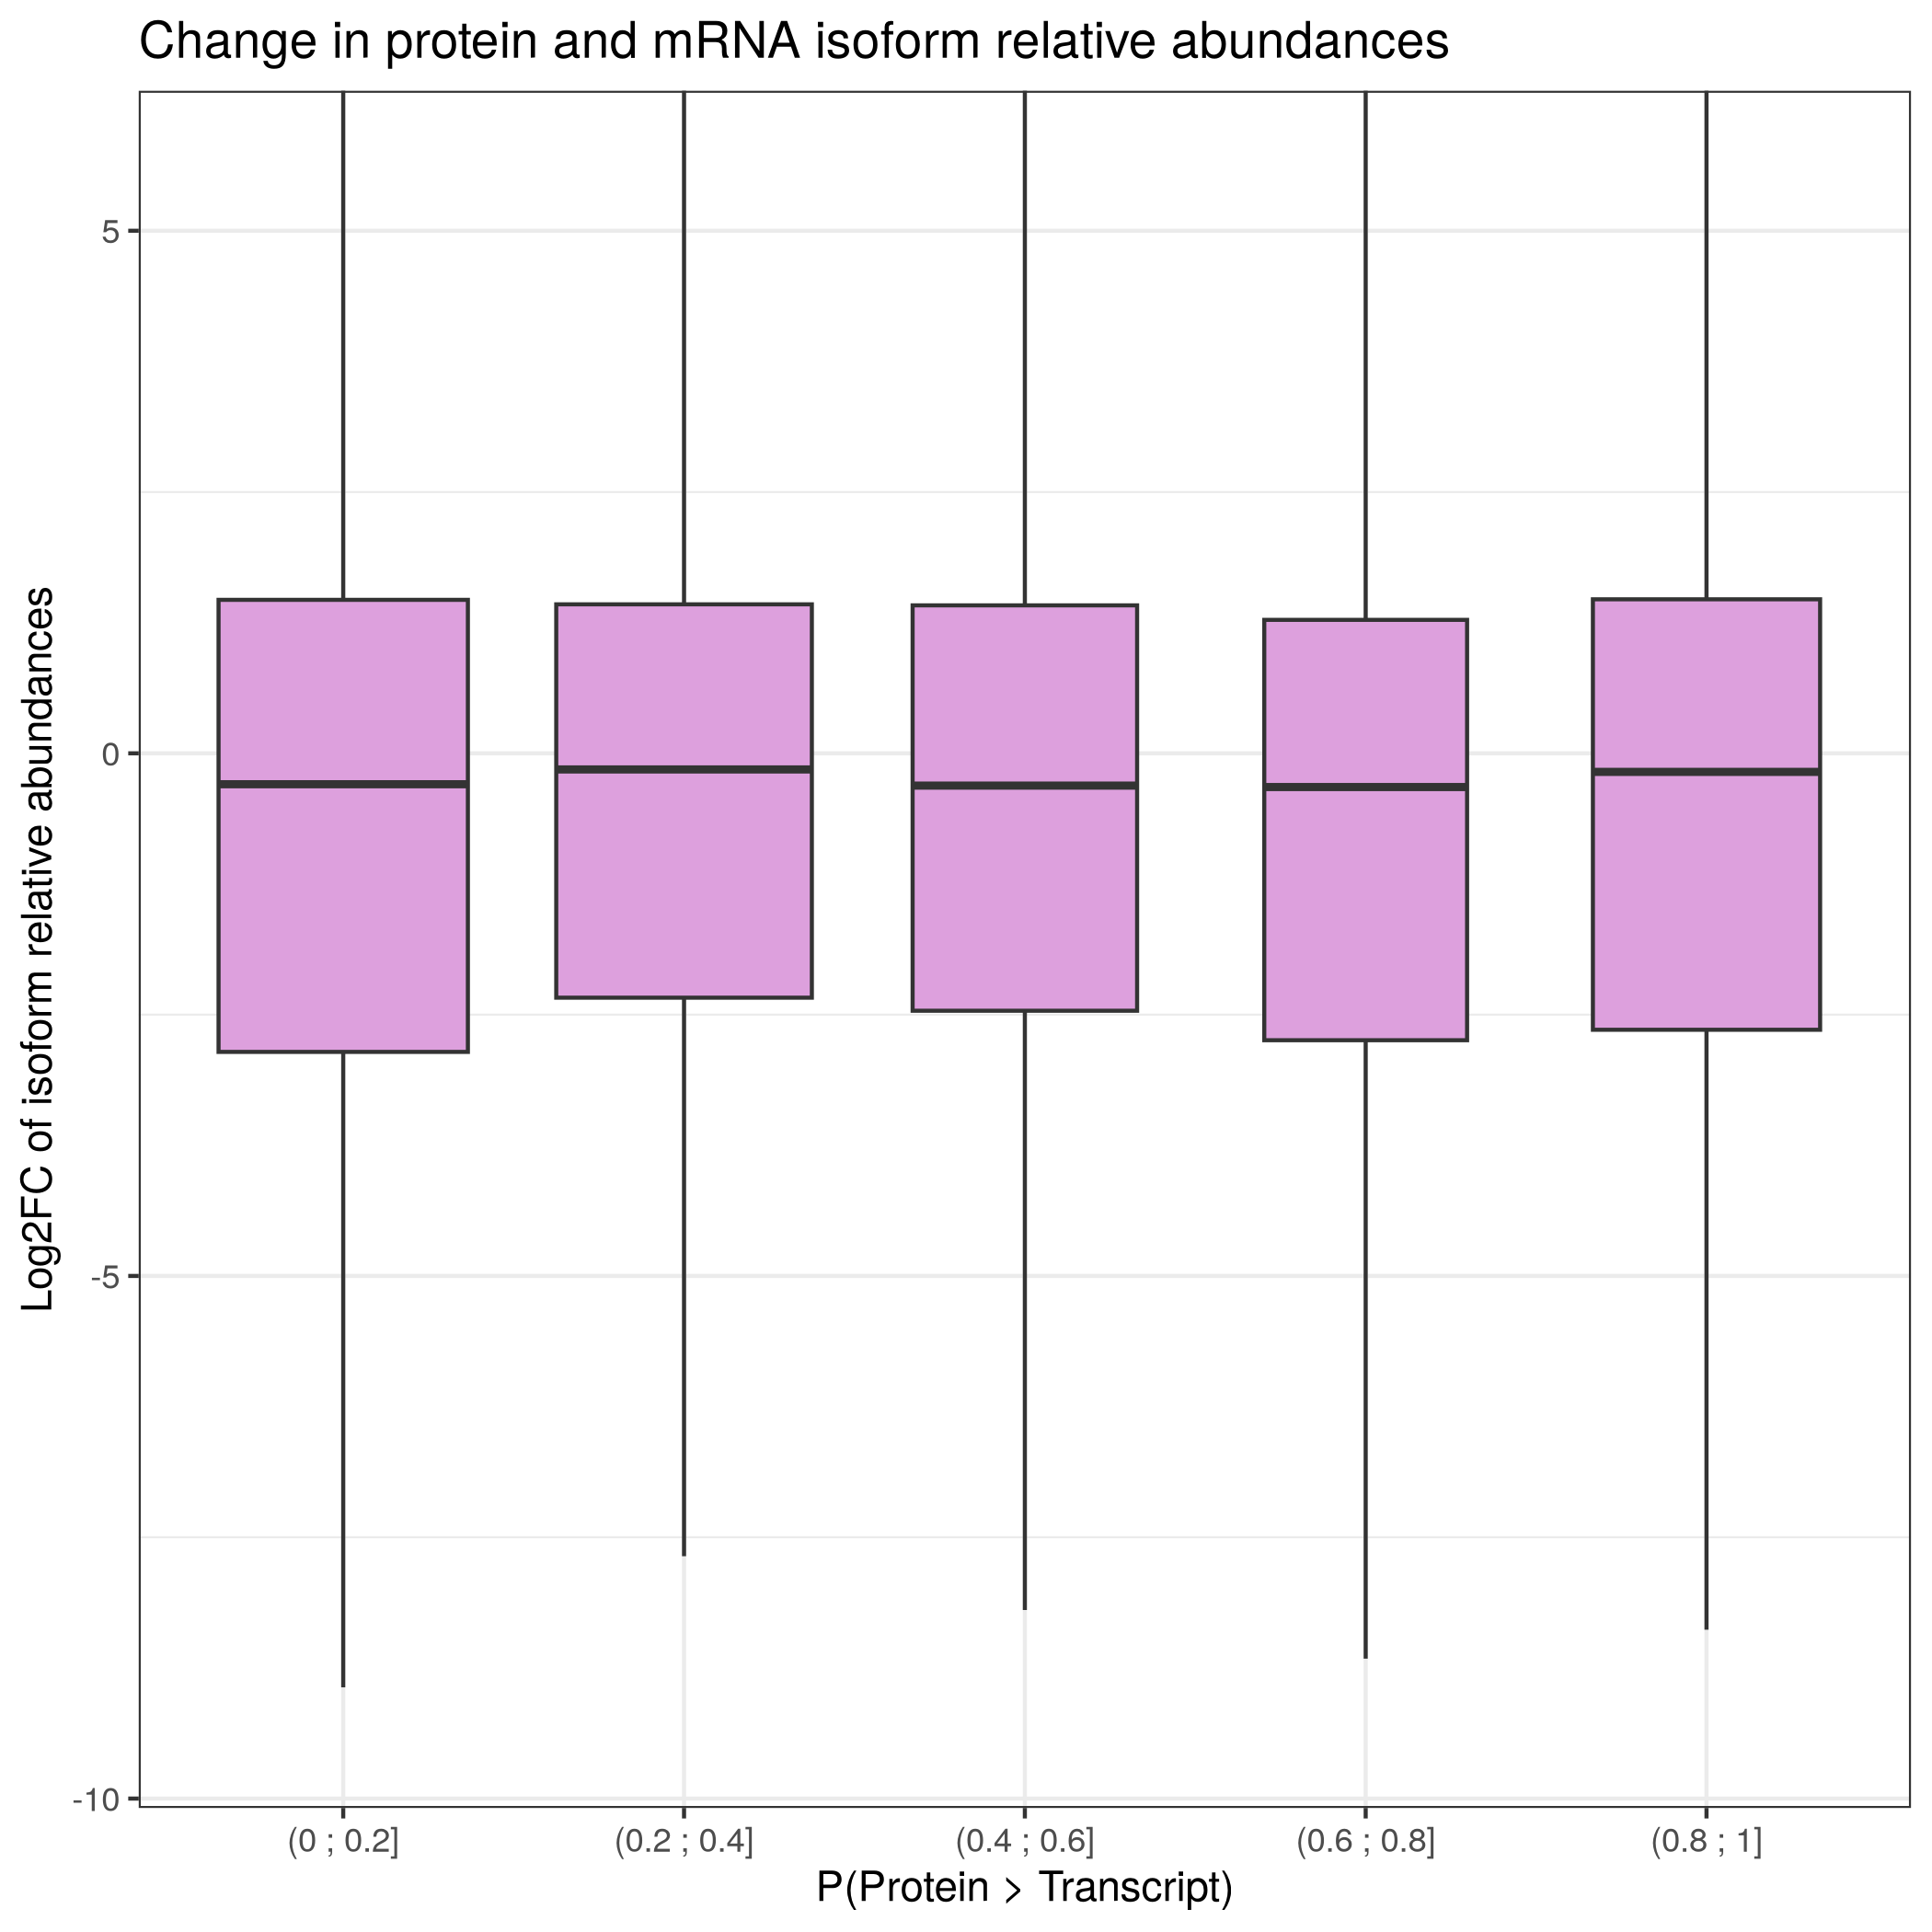 Change in protein and mRNA isoform relative abundances
Log2FC of isoform relative abundances
5
0
-5
-10
(0 ; 0.2]
(0.2 ; 0.4]
(0.4 ; 0.6]
(0.6 ; 0.8]
(0.8 ; 1]
P(Protein > Transcript)